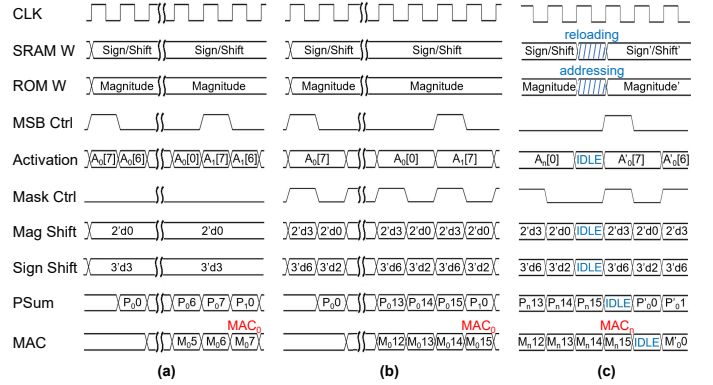 CLK
reloading
SRAM W Sign/Shift Sign/Shift Sign/Shift Sign/Shift Sign/Shift Sign'/Shift'
addressing
ROM W Magnitude Magnitude Magnitude Magnitude Magnitude Magnitude'
MSB Ctrl
Activation A₀[7] A₀[6] A₀[0] A₁[7] A₁[6] A₀[7] A₀[0] A₁[7] Aₙ[0] IDLE A'₀[7] A'₀[6]
Mask Ctrl
Mag Shift 2'd0 2'd0 2'd3 2'd0 2'd3 2'd0 2'd3 2'd0 2'd3 2'd0 IDLE 2'd3 2'd0 2'd3
Sign Shift 3'd3 3'd3 3'd6 3'd2 3'd6 3'd2 3'd6 3'd2 3'd6 3'd2 IDLE 3'd6 3'd2 3'd6
PSum P₀0 P₀6 P₀7 P₁0 P₀0 P₀13 P₀14 P₀15 P₁0 Pₙ13 Pₙ14 Pₙ15 IDLE P'₀0 P'₀1
MAC₀ MAC₀ MACₙ
MAC M₀5 M₀6 M₀7 M₀12 M₀13 M₀14 M₀15 Mₙ12 Mₙ13 Mₙ14 Mₙ15 IDLE M'₀0
(a) (b) (c)